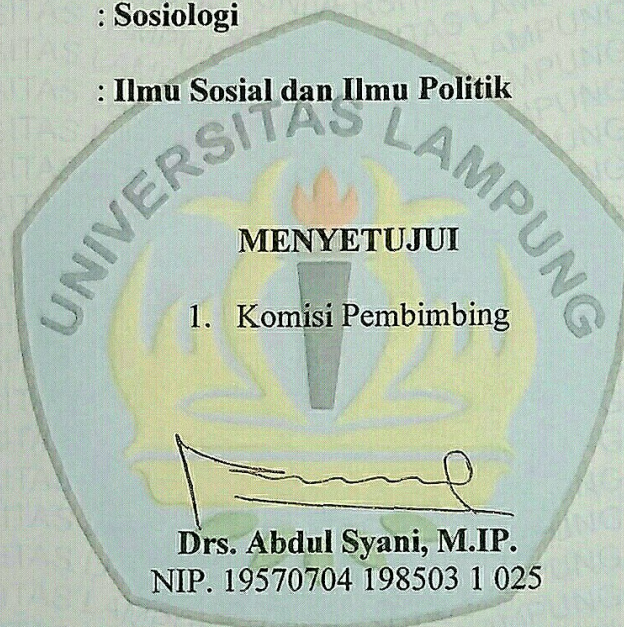 : Sosiologi
: Ilmu Sosial dan Ilmu Politik
UNIVERSITAS LAMPUNG
MENYETUJUI
1. Komisi Pembimbing
Drs. Abdul Syani, M.IP.
NIP. 19570704 198503 1 025